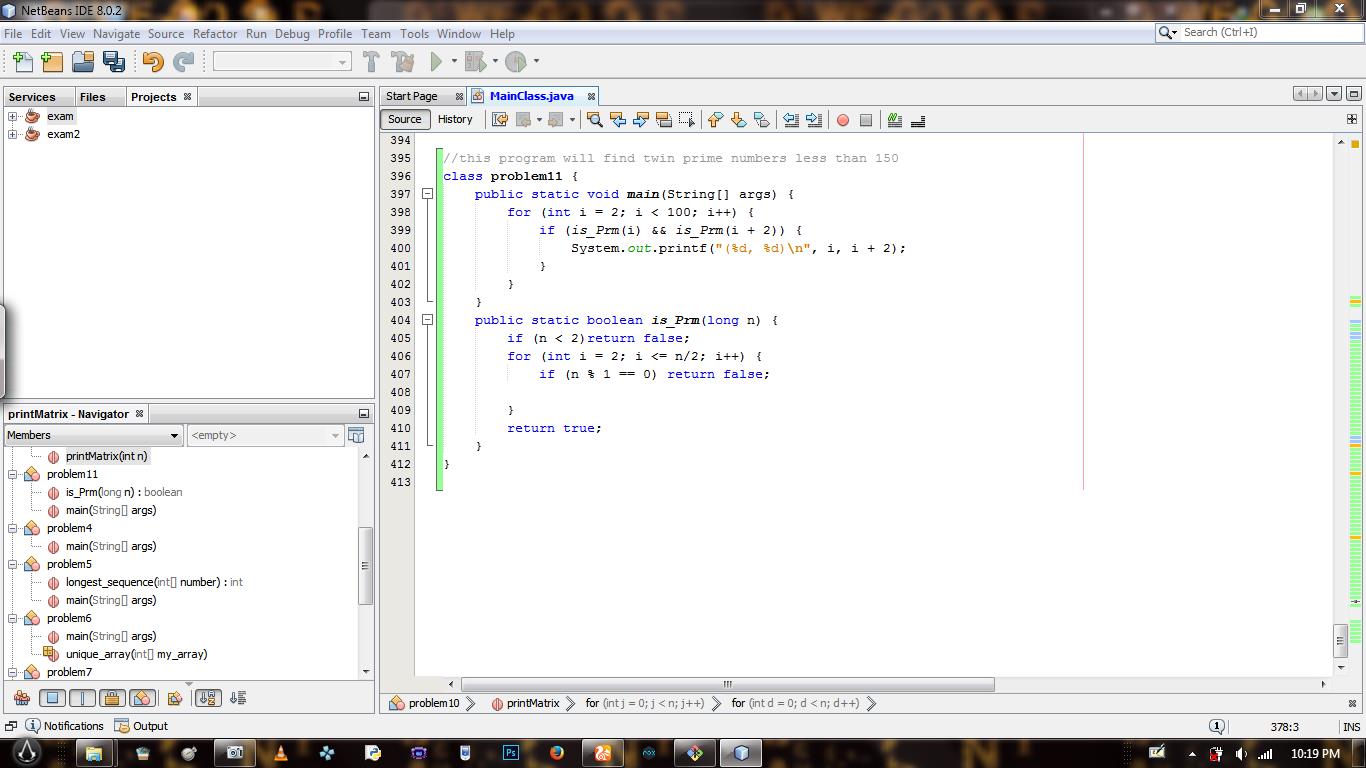 NetBeans IDE 8.0.2
File Edit View Navigate Source Refactor Run Debug Profile Team Tools Window Help
Search (Ctrl+I)
Services Files Projects
exam
exam2
Start Page MainClass.java
Source History
394
395 //this program will find twin prime numbers less than 150
396 class problem11 {
397 public static void main(String[] args) {
398 for (int i = 2; i < 100; i++) {
399 if (is_Prm(i) && is_Prm(i + 2)) {
400 System.out.printf("(%d, %d)\n", i, i + 2);
401 }
402 }
403 }
404 public static boolean is_Prm(long n) {
405 if (n < 2)return false;
406 for (int i = 2; i <= n/2; i++) {
407 if (n % 1 == 0) return false;
408
409 }
410 return true;
411 }
412 }
413
printMatrix - Navigator
Members <empty>
printMatrix(int n)
problem11
is_Prm(long n) : boolean
main(String[] args)
problem4
main(String[] args)
problem5
longest_sequence(int[] number) : int
main(String[] args)
problem6
main(String[] args)
unique_array(int[] my_array)
problem7
problem10 printMatrix for (int j = 0; j < n; j++) for (int d = 0; d < n; d++)
Notifications Output
378:3 INS
Ps
10:19 PM